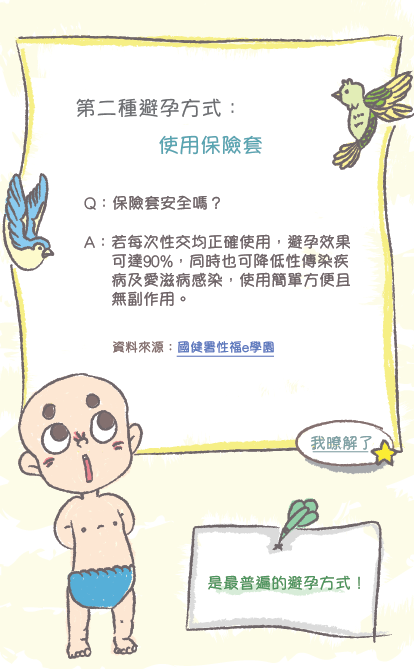 第二種避孕方式：
使用保險套
Q：保險套安全嗎？
A：若每次性交均正確使用，避孕效果
可達90%，同時也可降低性傳染疾
病及愛滋病感染，使用簡單方便且
無副作用。
資料來源：國健署性福e學園
我瞭解了
是最普遍的避孕方式！